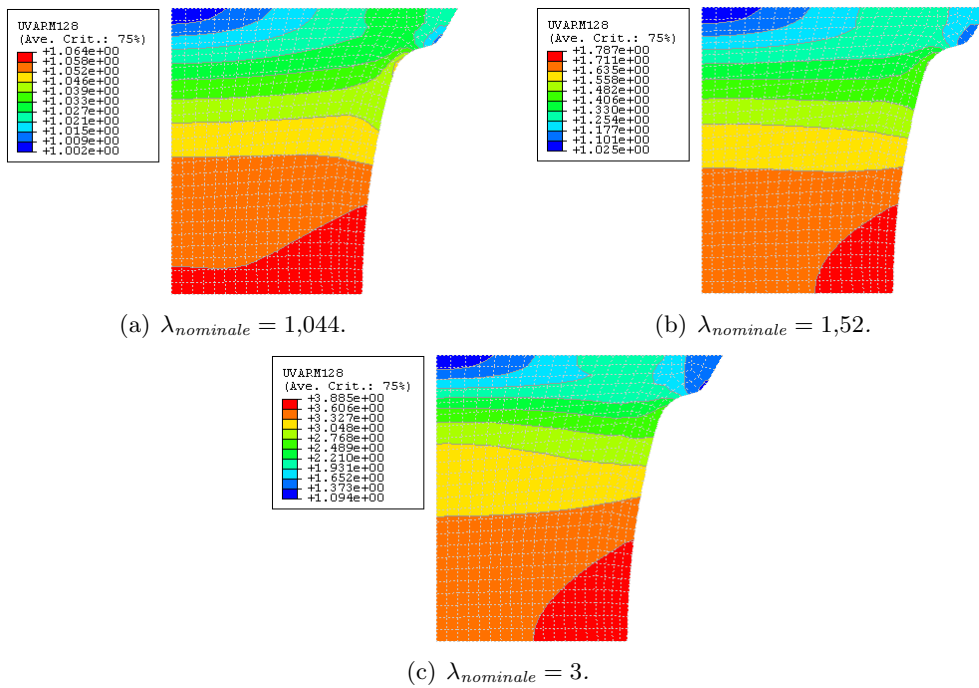 UVARM128
(Ave. Crit.: 75%)
+1.064e+00
+1.058e+00
+1.052e+00
+1.046e+00
+1.039e+00
+1.033e+00
+1.027e+00
+1.021e+00
+1.015e+00
+1.009e+00
+1.002e+00
(a) λnominale = 1,044.
UVARM128
(Ave. Crit.: 75%)
+1.787e+00
+1.711e+00
+1.635e+00
+1.558e+00
+1.482e+00
+1.406e+00
+1.330e+00
+1.254e+00
+1.177e+00
+1.101e+00
+1.025e+00
(b) λnominale = 1,52.
UVARM128
(Ave. Crit.: 75%)
+3.885e+00
+3.606e+00
+3.327e+00
+3.048e+00
+2.768e+00
+2.489e+00
+2.210e+00
+1.931e+00
+1.652e+00
+1.373e+00
+1.094e+00
(c) λnominale = 3.